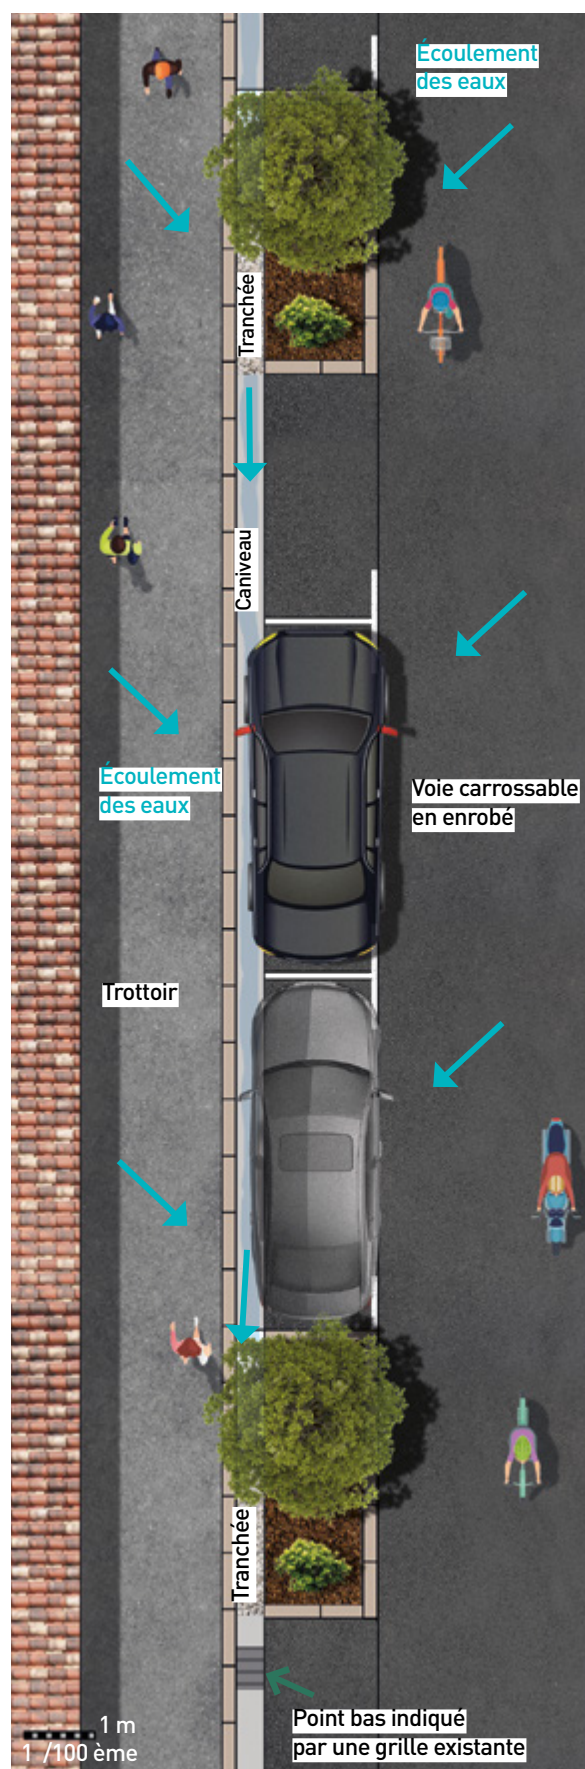 Écoulement
des eaux
Tranchée
Caniveau
Écoulement
des eaux
Voie carrossable
en enrobé
Trottoir
Tranchée
Point bas indiqué
par une grille existante
1 m
1 /100 ème